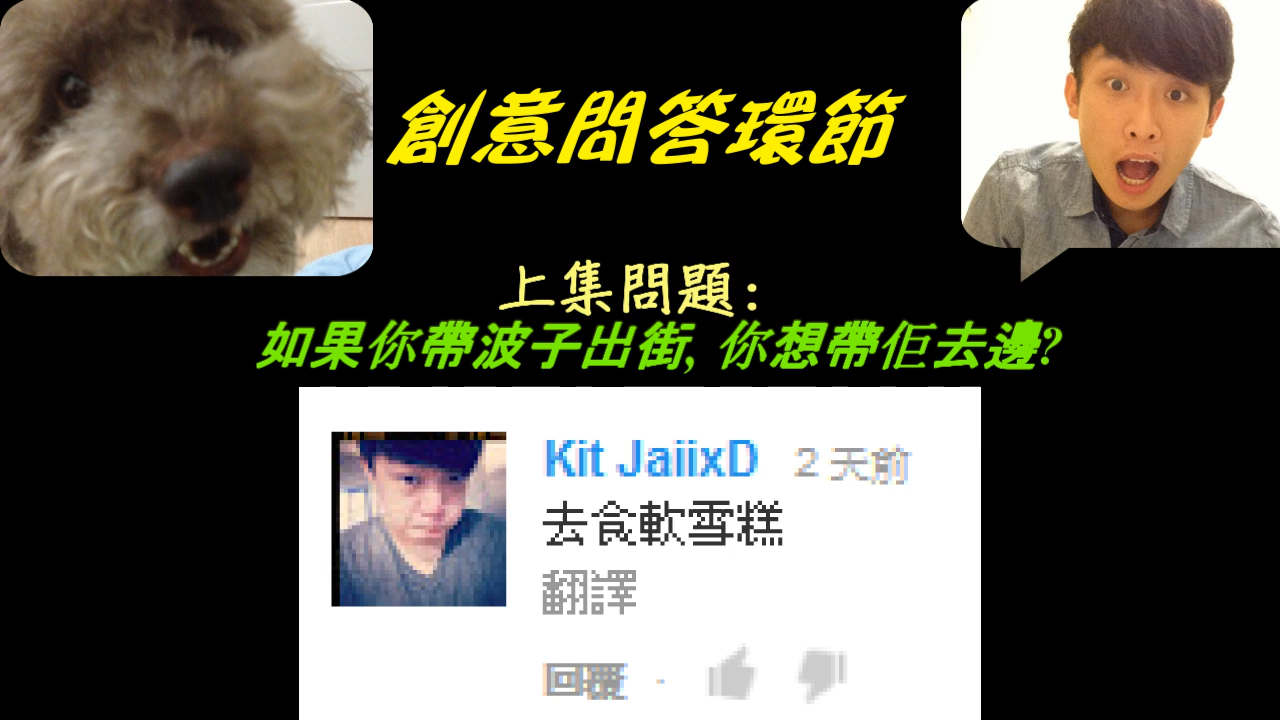 創意問答環節
上集問題:
如果你帶波子出街, 你想帶佢去邊?
Kit JaiixD 2 天前
去食軟雪糕
翻譯
回覆 ·